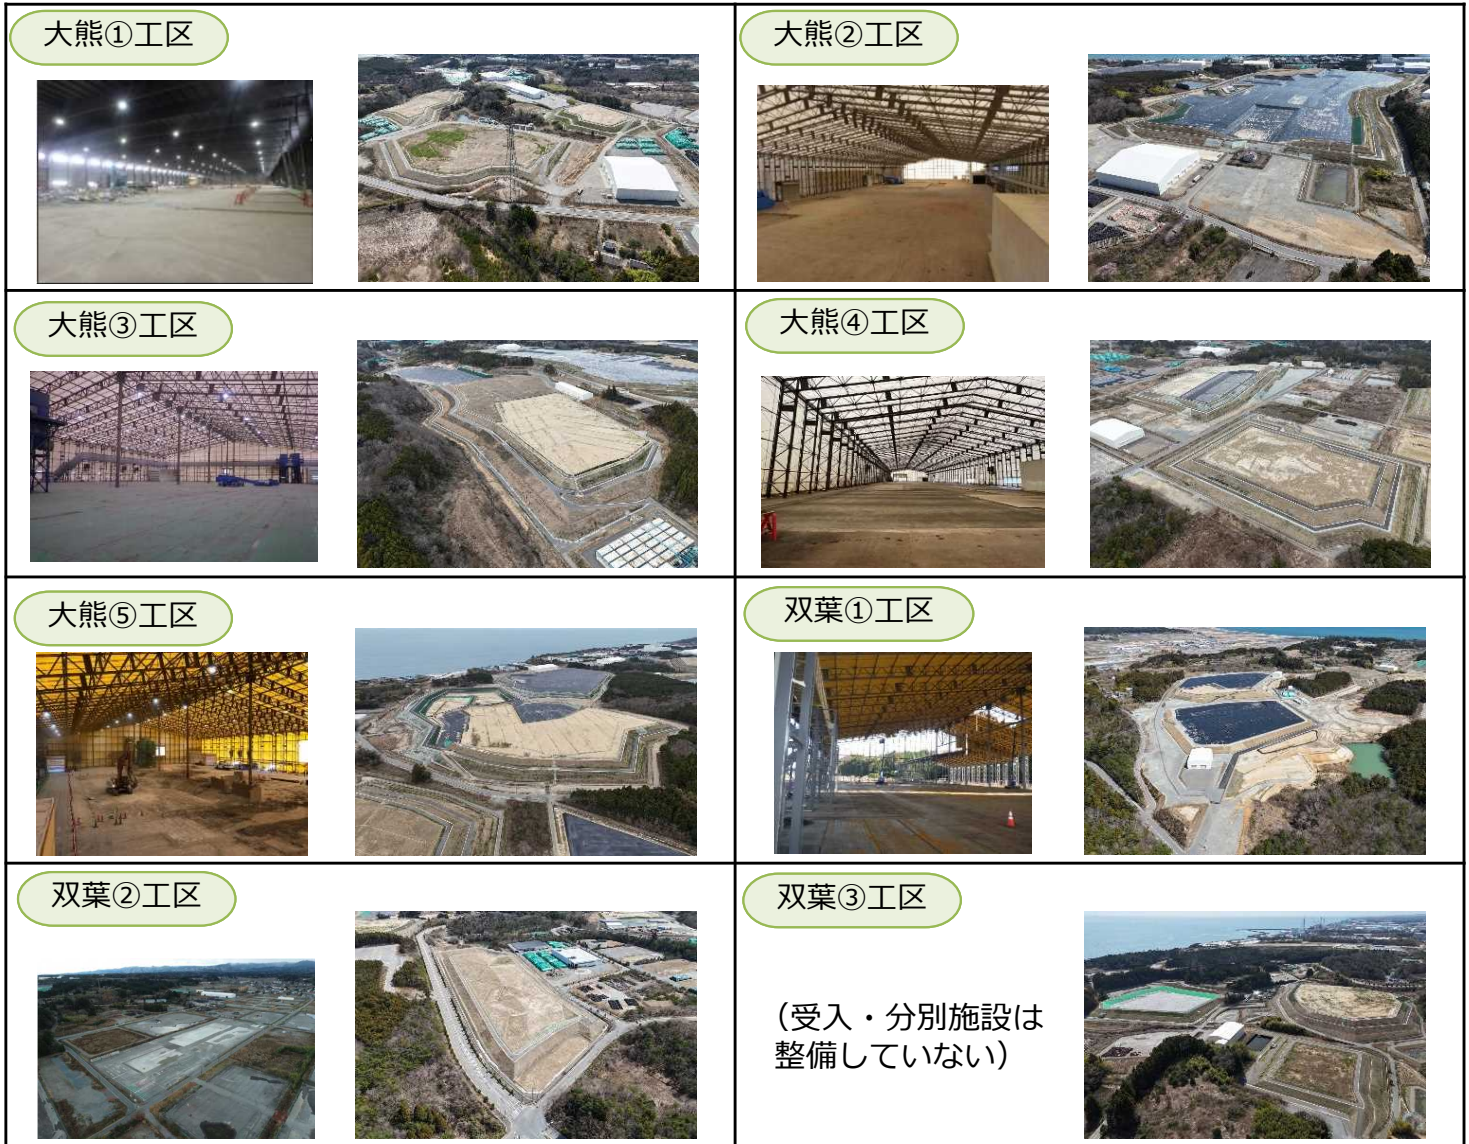 大熊①工区
大熊②工区
大熊③工区
大熊④工区
大熊⑤工区
双葉①工区
双葉②工区
双葉③工区
（受入・分別施設は
整備していない）